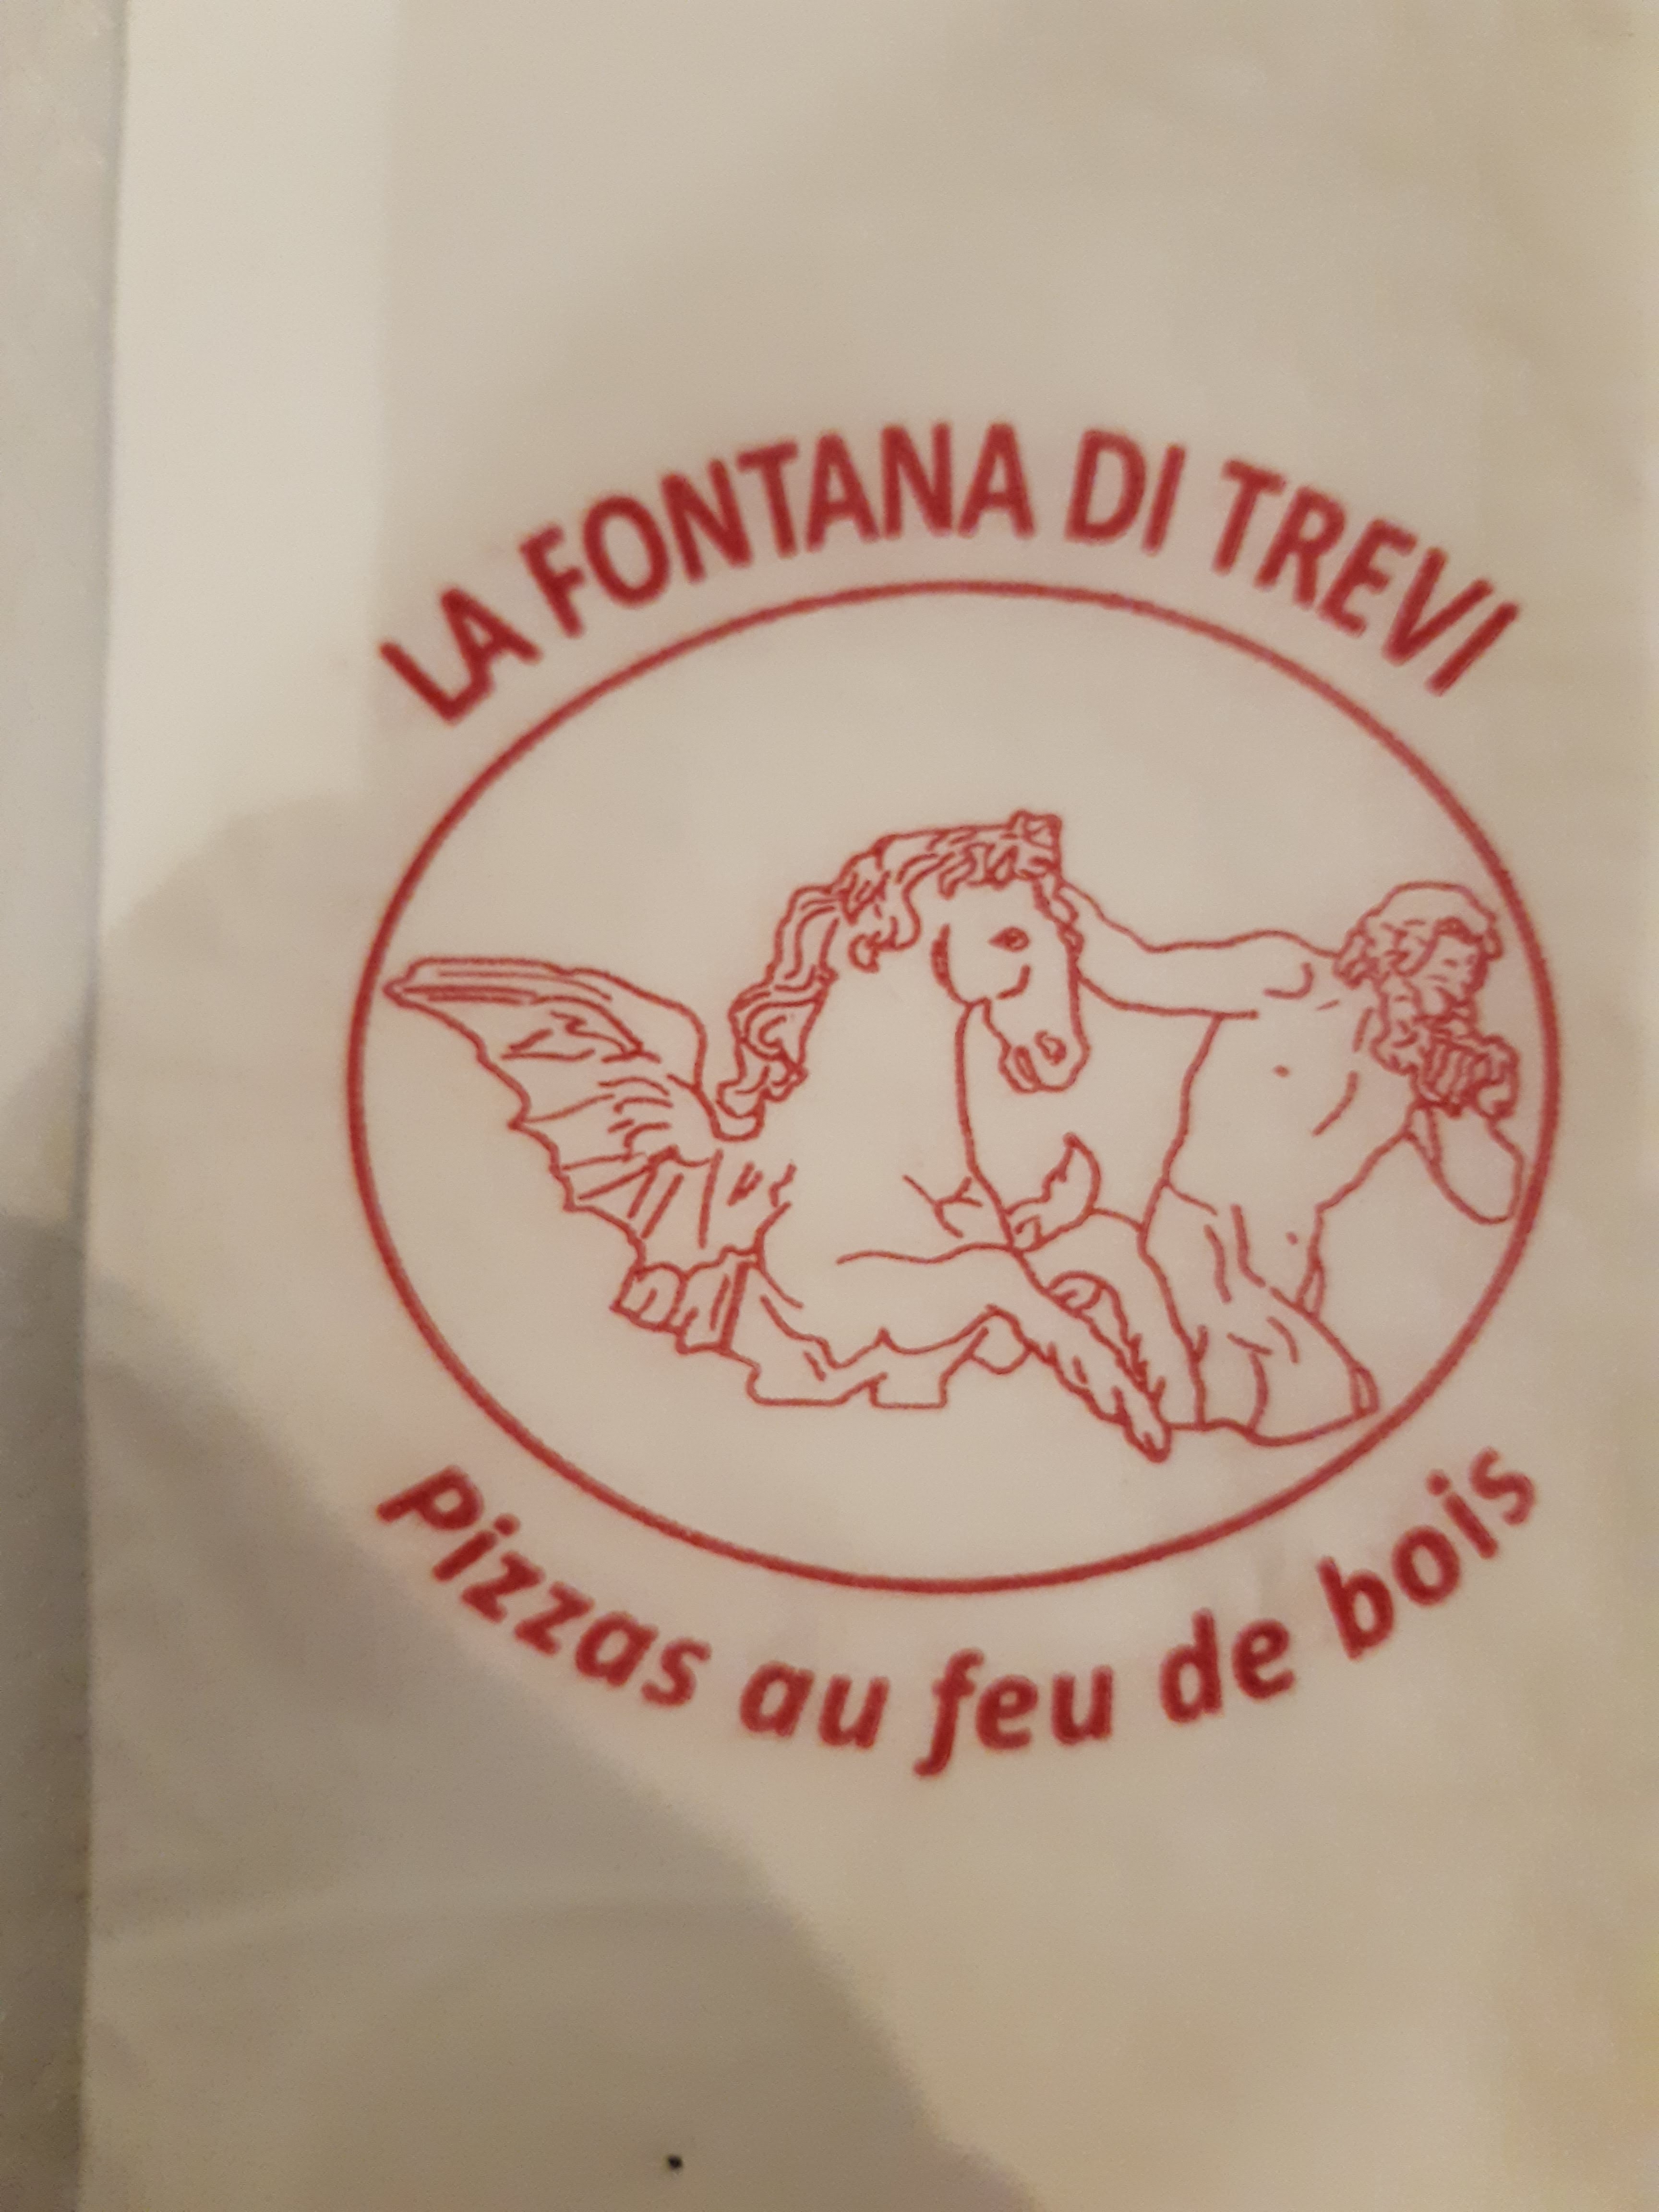 LA FONTANA DI TREVI
Pizzas au feu de bois